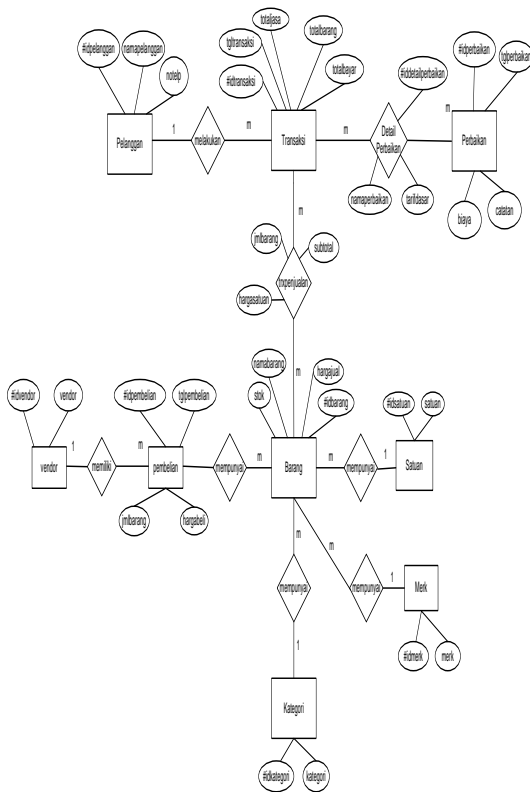 totaljasa
tgltransaksi
totalbarang
#idpelanggan
namapelanggan
#idperbaikan
tglperbaikan
notelp
#idtransaksi
totalbayar
#iddetailperbaikan
1
m
m
m
Pelanggan
melakukan
Transaksi
Detail
Perbaikan
Perbaikan
namaperbaikan
tarifdasar
biaya
catatan
m
jmlbarang
subtotal
trxpenjualan
hargasatuan
m
namabarang
hargajual
#idvendor
vendor
#idpembelian
tglpembelian
stok
#idbarang
#idsatuan
satuan
1
m
m
m
1
vendor
memiliki
pembelian
mempunyai
Barang
mempunyai
Satuan
jmlbarang
hargabeli
m
m
mempunyai
mempunyai
1
Merk
1
#idmerk
merk
Kategori
#idkategori
kategori